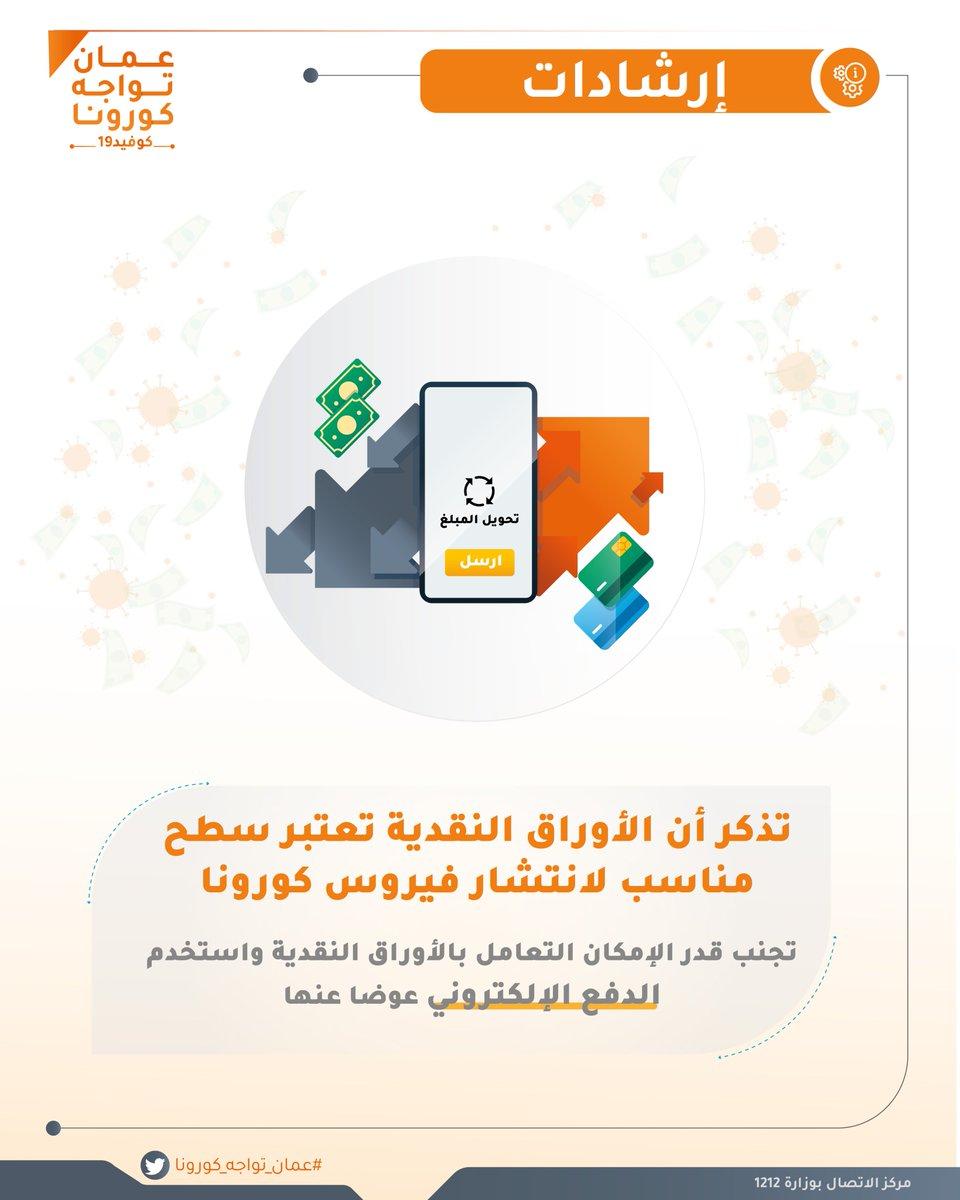 إرشادات
عمان
تواجه
كورونا
كوفيد19
تحويل المبلغ
ارسل
تذكر أن الأوراق النقدية تعتبر سطح
مناسب لانتشار فيروس كورونا
تجنب قدر الإمكان التعامل بالأوراق النقدية واستخدم
الدفع الإلكتروني عوضا عنها
#عمان_تواجه_كورونا
مركز الاتصال بوزارة 1212